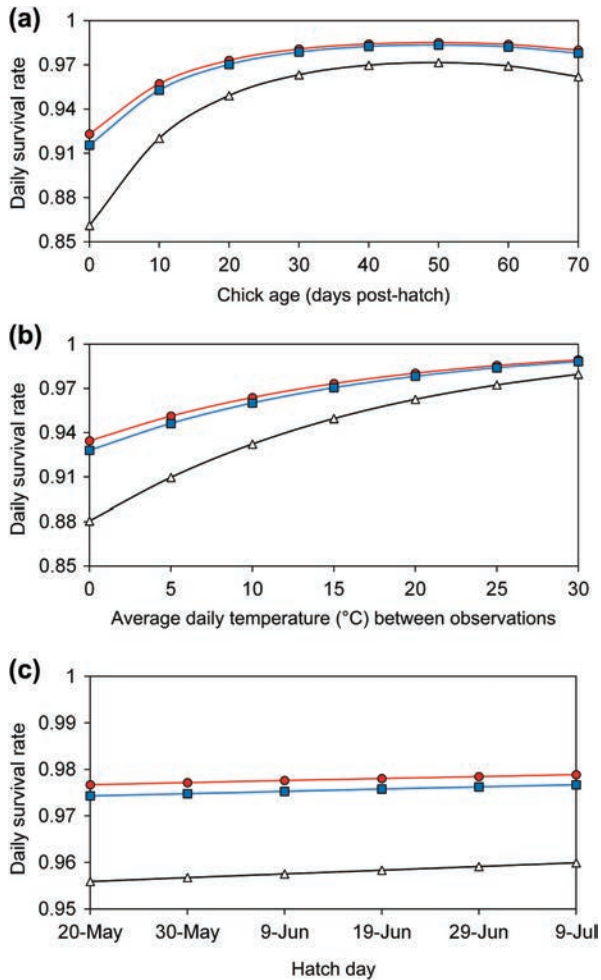 (a)
1
0.97
0.94
0.91
0.88
0.85
Daily survival rate
0 10 20 30 40 50 60 70
Chick age (days post-hatch)
(b)
1
0.97
0.94
0.91
0.88
0.85
Daily survival rate
0 5 10 15 20 25 30
Average daily temperature (°C) between observations
(c)
1
0.99
0.98
0.97
0.96
0.95
Daily survival rate
20-May 30-May 9-Jun 19-Jun 29-Jun 9-Jul
Hatch day